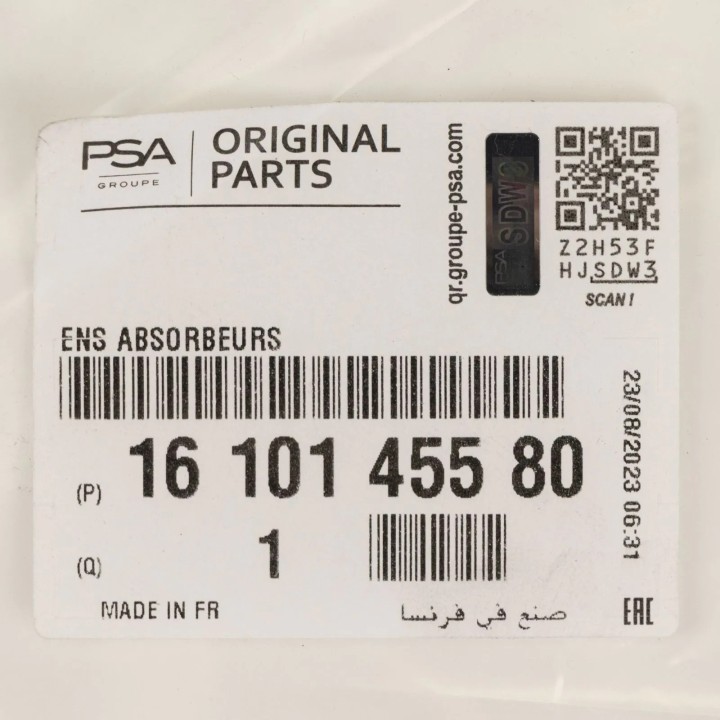 PSA
GROUPE
ORIGINAL
PARTS
qr.groupe-psa.com
PSA SDW3
Z2H53F
HJSDW3
SCAN!
ENS ABSORBEURS
(P) 16 101 455 80
(Q) 1
23/08/2023 06:31
MADE IN FR
صنع في فرنسا
EAC